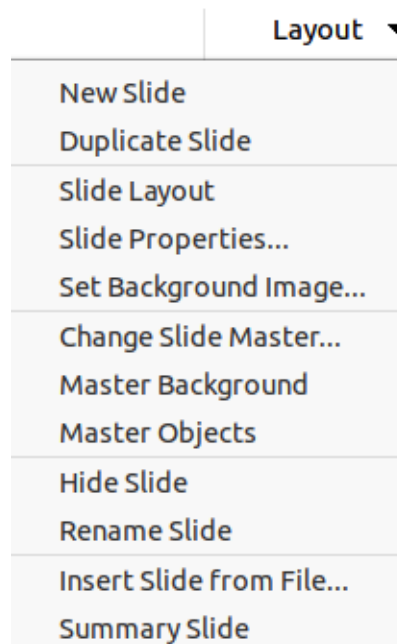 Layout
New Slide
Duplicate Slide
Slide Layout
Slide Properties...
Set Background Image...
Change Slide Master...
Master Background
Master Objects
Hide Slide
Rename Slide
Insert Slide from File...
Summary Slide